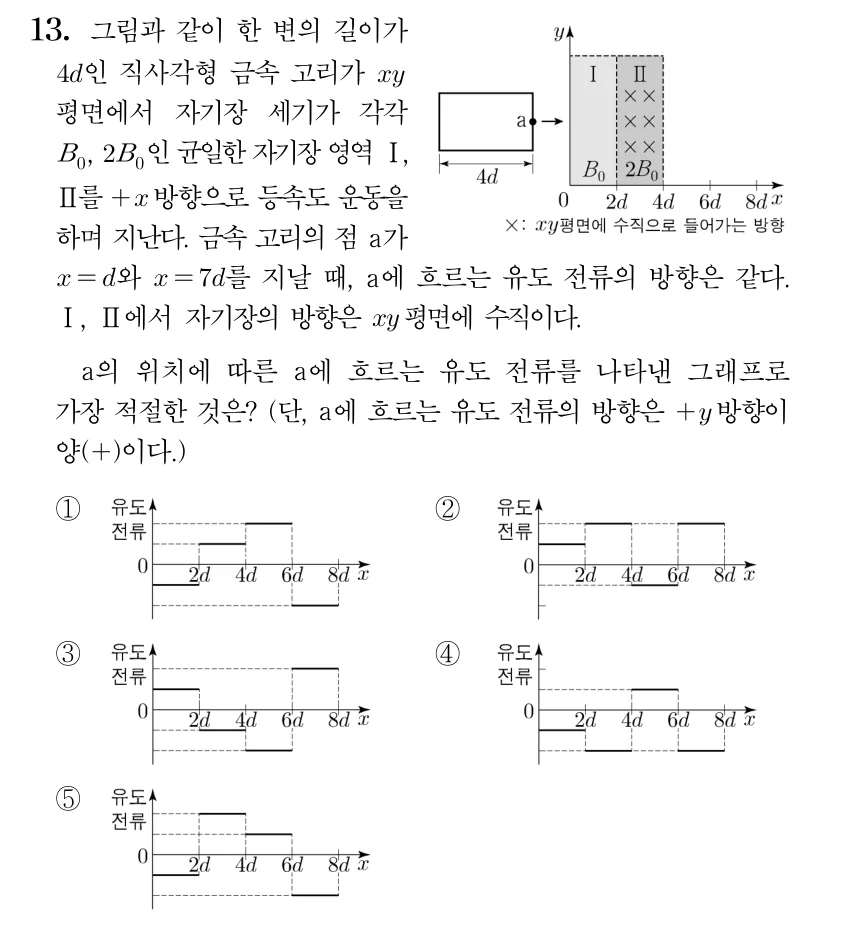 13. 그림과 같이 한 변의 길이가
4d인 직사각형 금속 고리가 xy
평면에서 자기장 세기가 각각
B₀, 2B₀인 균일한 자기장 영역 Ⅰ,
Ⅱ를 +x방향으로 등속도 운동을
하며 지난다. 금속 고리의 점 a가
x=d와 x=7d를 지날 때, a에 흐르는 유도 전류의 방향은 같다.
Ⅰ, Ⅱ에서 자기장의 방향은 xy평면에 수직이다.
y
Ⅰ Ⅱ
××
a ××
××
4d B₀ 2B₀
0 2d 4d 6d 8d x
×: xy평면에 수직으로 들어가는 방향
a의 위치에 따른 a에 흐르는 유도 전류를 나타낸 그래프로
가장 적절한 것은? (단, a에 흐르는 유도 전류의 방향은 +y방향이
양(+)이다.)
① 유도
전류
0 2d 4d 6d 8d x
② 유도
전류
0 2d 4d 6d 8d x
③ 유도
전류
0 2d 4d 6d 8d x
④ 유도
전류
0 2d 4d 6d 8d x
⑤ 유도
전류
0 2d 4d 6d 8d x